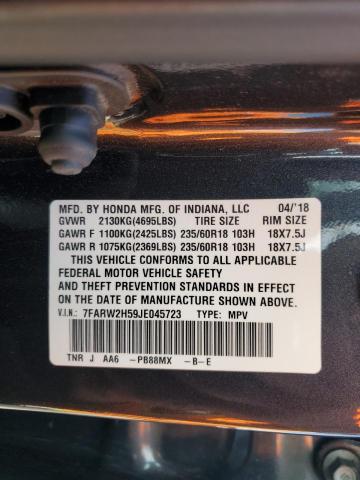 MFD. BY HONDA MFG. OF INDIANA, LLC 04/'18
GVWR 2130KG(4695LBS) TIRE SIZE RIM SIZE
GAWR F 1100KG(2425LBS) 235/60R18 103H 18X7.5J
GAWR R 1075KG(2369LBS) 235/60R18 103H 18X7.5J
THIS VEHICLE CONFORMS TO ALL APPLICABLE
FEDERAL MOTOR VEHICLE SAFETY
AND THEFT PREVENTION STANDARDS IN EFFECT
ON THE DATE OF MANUFACTURE SHOWN ABOVE.
V.I.N.: 7FARW2H59JE045723 TYPE: MPV
TNR J AA6 -PB88MX -B-E